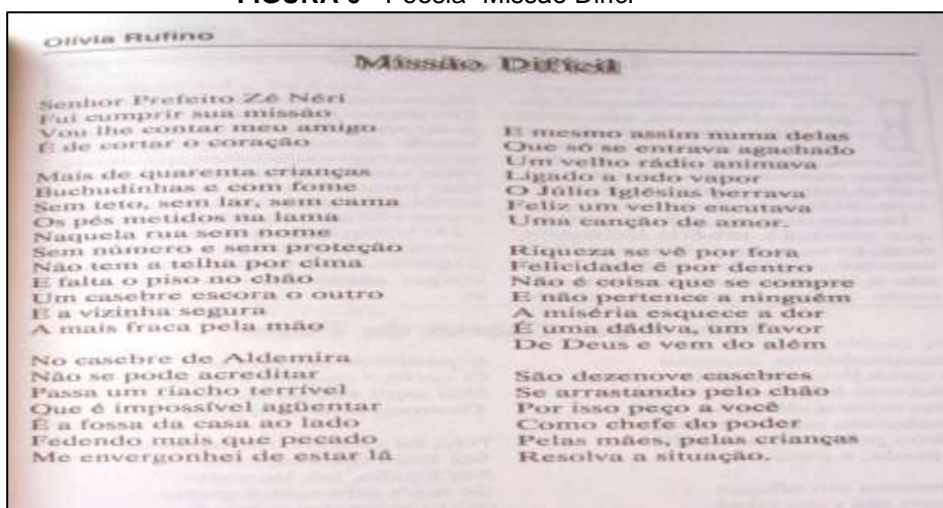 FIGURA 6 - Poesia "Missão Difícil"
Olívia Rufino
Missão Difícil
Senhor Prefeito Zé Néri
Fui cumprir sua missão
Vou lhe contar meu amigo
É de cortar o coração
Mais de quarenta crianças
Buchudinhas e com fome
Sem teto, sem lar, sem cama
Os pés metidos na lama
Naquela rua sem nome
Sem número e sem proteção
Não tem a telha por cima
E falta o piso no chão
Um casebre escora o outro
E a vizinha segura
A mais fraca pela mão
No casebre de Aldemira
Não se pode acreditar
Passa um riacho terrível
Que é impossível agüentar
É a fossa da casa ao lado
Fedendo mais que pecado
Me envergonhei de estar lá
E mesmo assim numa delas
Que só se entrava agachado
Um velho rádio animava
Ligado a todo vapor
O Júlio Iglésias berrava
Feliz um velho escutava
Uma canção de amor.
Riqueza se vê por fora
Felicidade é por dentro
Não é coisa que se compre
E não pertence a ninguém
A miséria esquece a dor
É uma dádiva, um favor
De Deus e vem do além
São dezenove casebres
Se arrastando pelo chão
Por isso peço a você
Como chefe do poder
Pelas mães, pelas crianças
Resolva a situação.